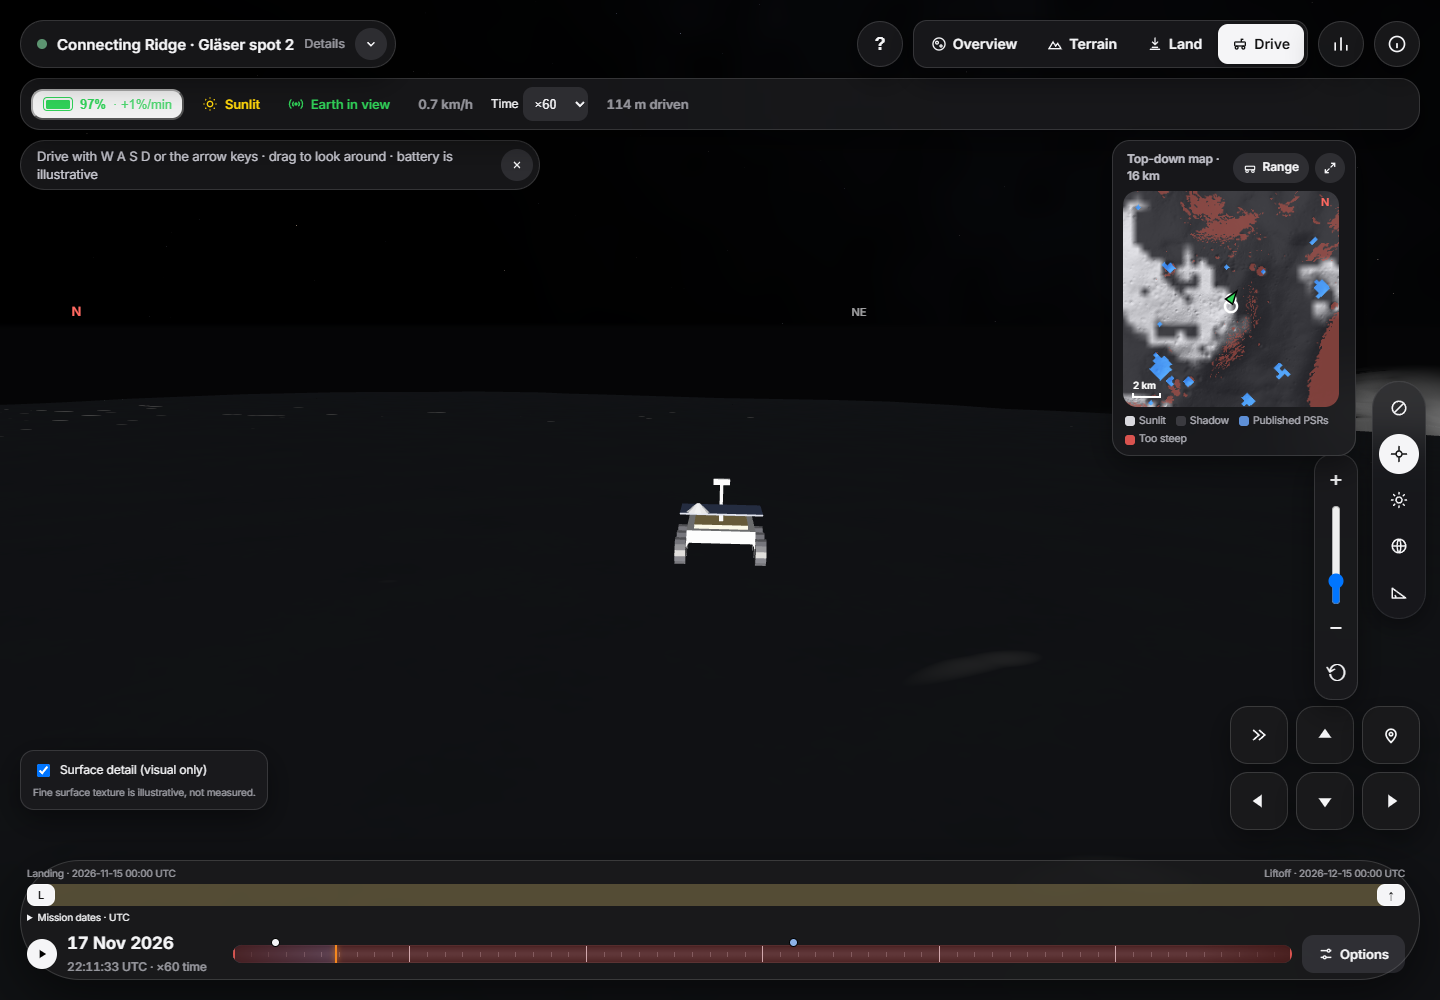 Connecting Ridge · Gläser spot 2 Details
? Overview Terrain Land Drive
97% · +1%/min Sunlit Earth in view 0.7 km/h Time ×60 114 m driven
Drive with W A S D or the arrow keys · drag to look around · battery is
illustrative
Top-down map ·
16 km
Range
N
2 km
Sunlit Shadow Published PSRs
Too steep
N NE
Surface detail (visual only)
Fine surface texture is illustrative, not measured.
Landing · 2026-11-15 00:00 UTC Liftoff · 2026-12-15 00:00 UTC
L ↑
Mission dates · UTC
17 Nov 2026
22:11:33 UTC · ×60 time
Options